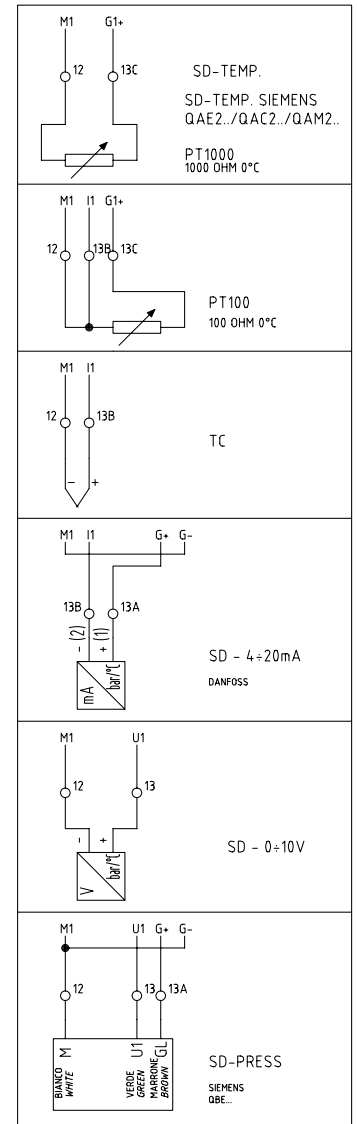 M1 G1+
12 13C
SD-TEMP.
SD-TEMP. SIEMENS
QAE2../QAC2../QAM2..
PT1000
1000 OHM 0°C
M1 I1 G1+
12 13B 13C
PT100
100 OHM 0°C
M1 I1
12 13B
TC
- +
M1 I1 G+ G-
13B 13A
- (2) + (1)
mA bar/°C
SD - 4÷20mA
DANFOSS
M1 U1
12 13
- +
V bar/°C
SD - 0÷10V
M1 U1 G+ G-
12 13 13A
M U1 GL
BIANCO
WHITE
VERDE
GREEN
MARRONE
BROWN
SD-PRESS
SIEMENS
QBE...